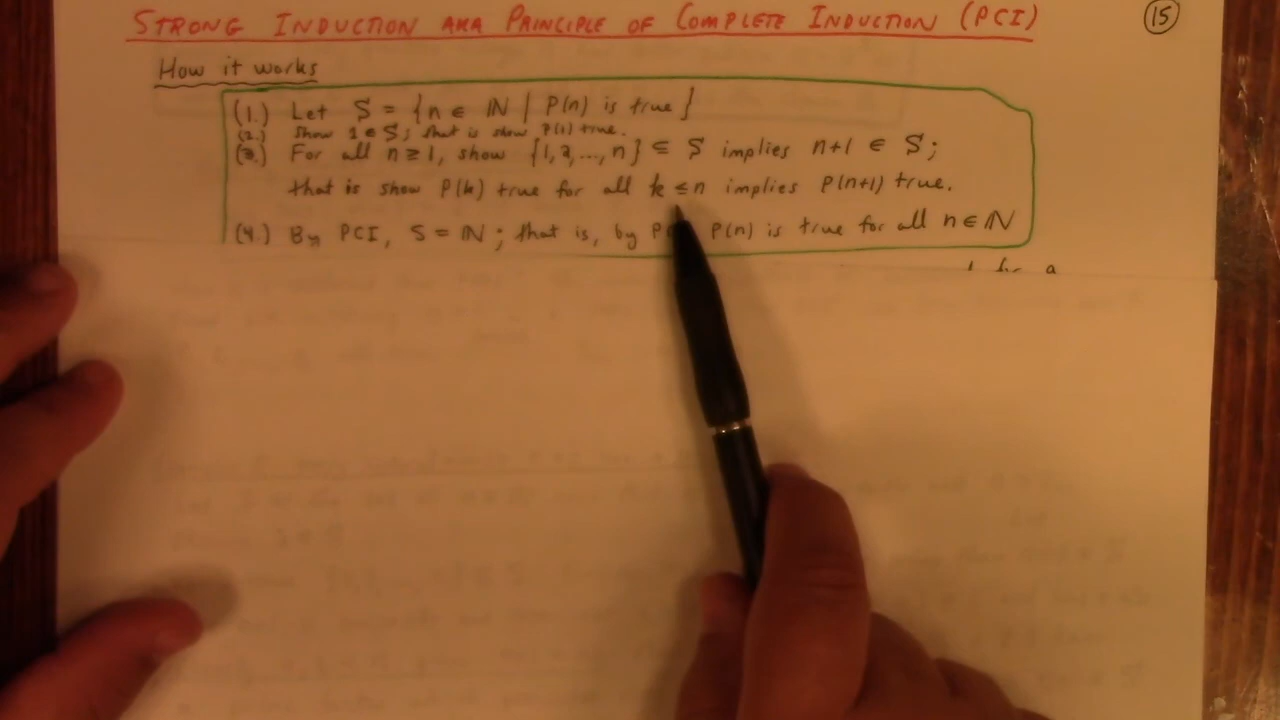 STRONG INDUCTION AKA PRINCIPLE OF COMPLETE INDUCTION (PCI)
15
How it works
(1.) Let S = {n ∈ ℕ | P(n) is true}
(2.) Show 1 ∈ S; that is show P(1) true.
(3.) For all n ≥ 1, show {1, 2, ..., n} ⊆ S implies n+1 ∈ S;
that is show P(k) true for all k ≤ n implies P(n+1) true.
(4.) By PCI, S = ℕ; that is, by P(n) is true for all n ∈ ℕ